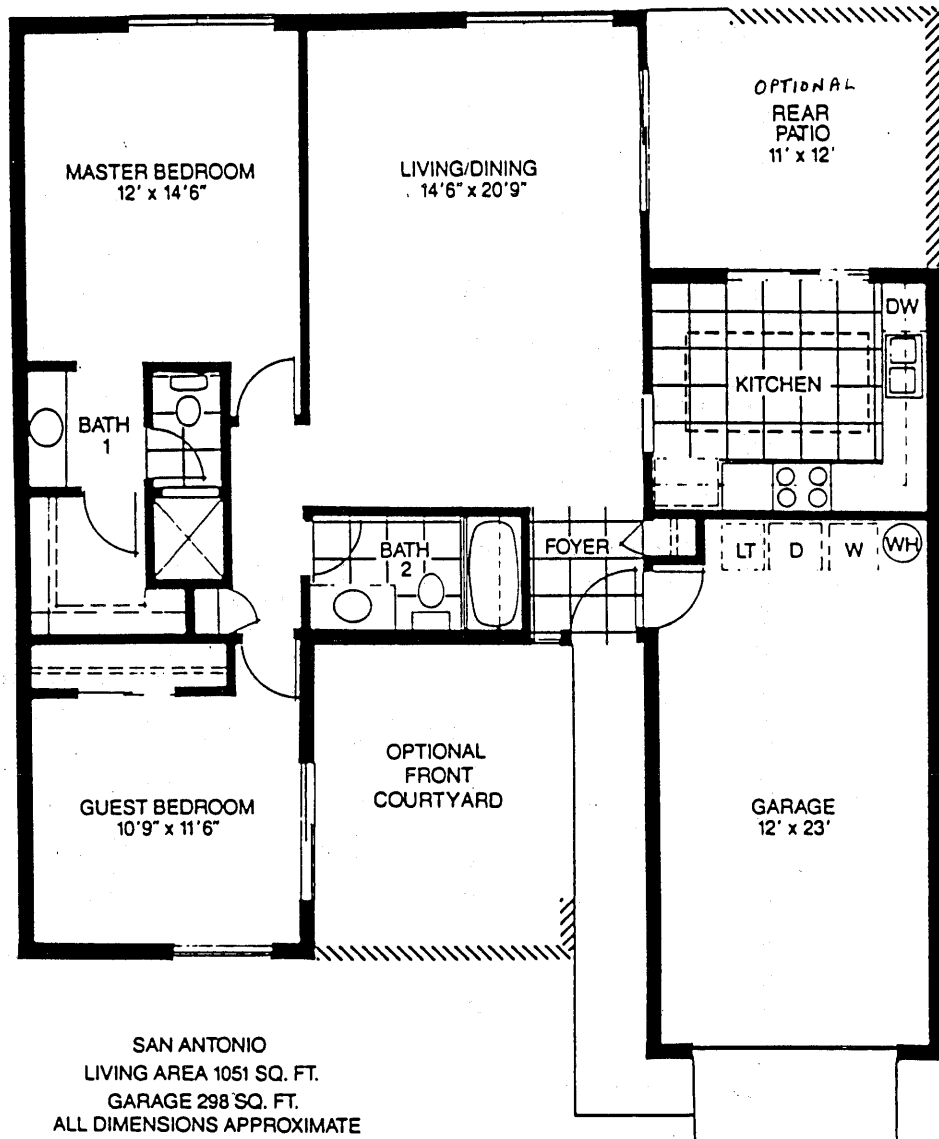 OPTIONAL
REAR
PATIO
11' x 12'
MASTER BEDROOM
12' x 14'6"
LIVING/DINING
14'6" x 20'9"
DW
KITCHEN
BATH
1
BATH
2
FOYER
LT
D
W
WH
OPTIONAL
FRONT
COURTYARD
GUEST BEDROOM
10'9" x 11'6"
GARAGE
12' x 23'
SAN ANTONIO
LIVING AREA 1051 SQ. FT.
GARAGE 298 SQ. FT.
ALL DIMENSIONS APPROXIMATE